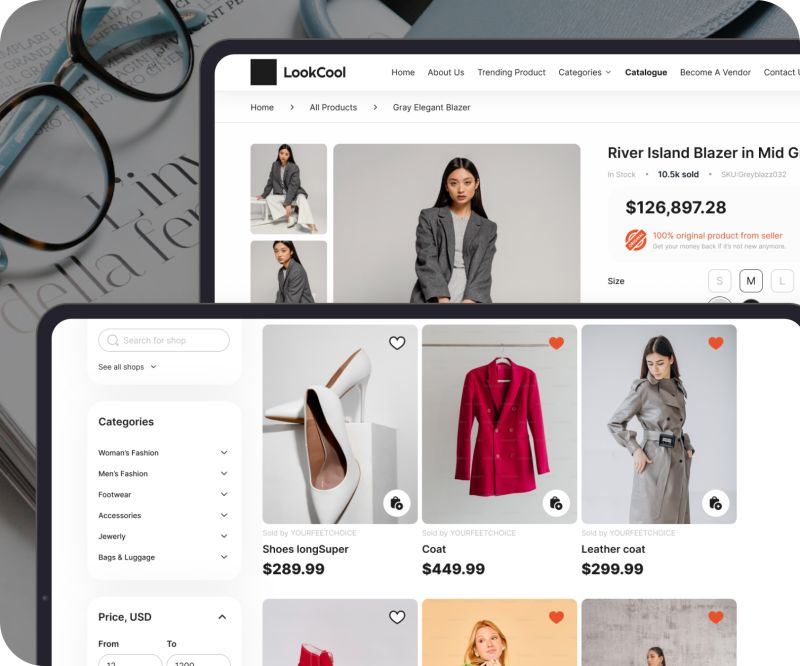 LookCool
Home About Us Trending Product Categories Catalogue Become A Vendor Contact
Home > All Products > Gray Elegant Blazer
River Island Blazer in Mid
In Stock • 10.5k sold • SKU:Greyblazz032
$126,897.28
100% original product from seller
Get your money back if it's not new anymore.
Size S M L
Search for shop
See all shops
Categories
Woman's Fashion
Men's Fashion
Footwear
Accessories
Jewerly
Bags & Luggage
Price, USD
From To
12 1200
Sold by YOURFEETCHOICE
Shoes longSuper
$289.99
Sold by YOURFEETCHOICE
Coat
$449.99
Sold by YOURFEETCHOICE
Leather coat
$299.99
della